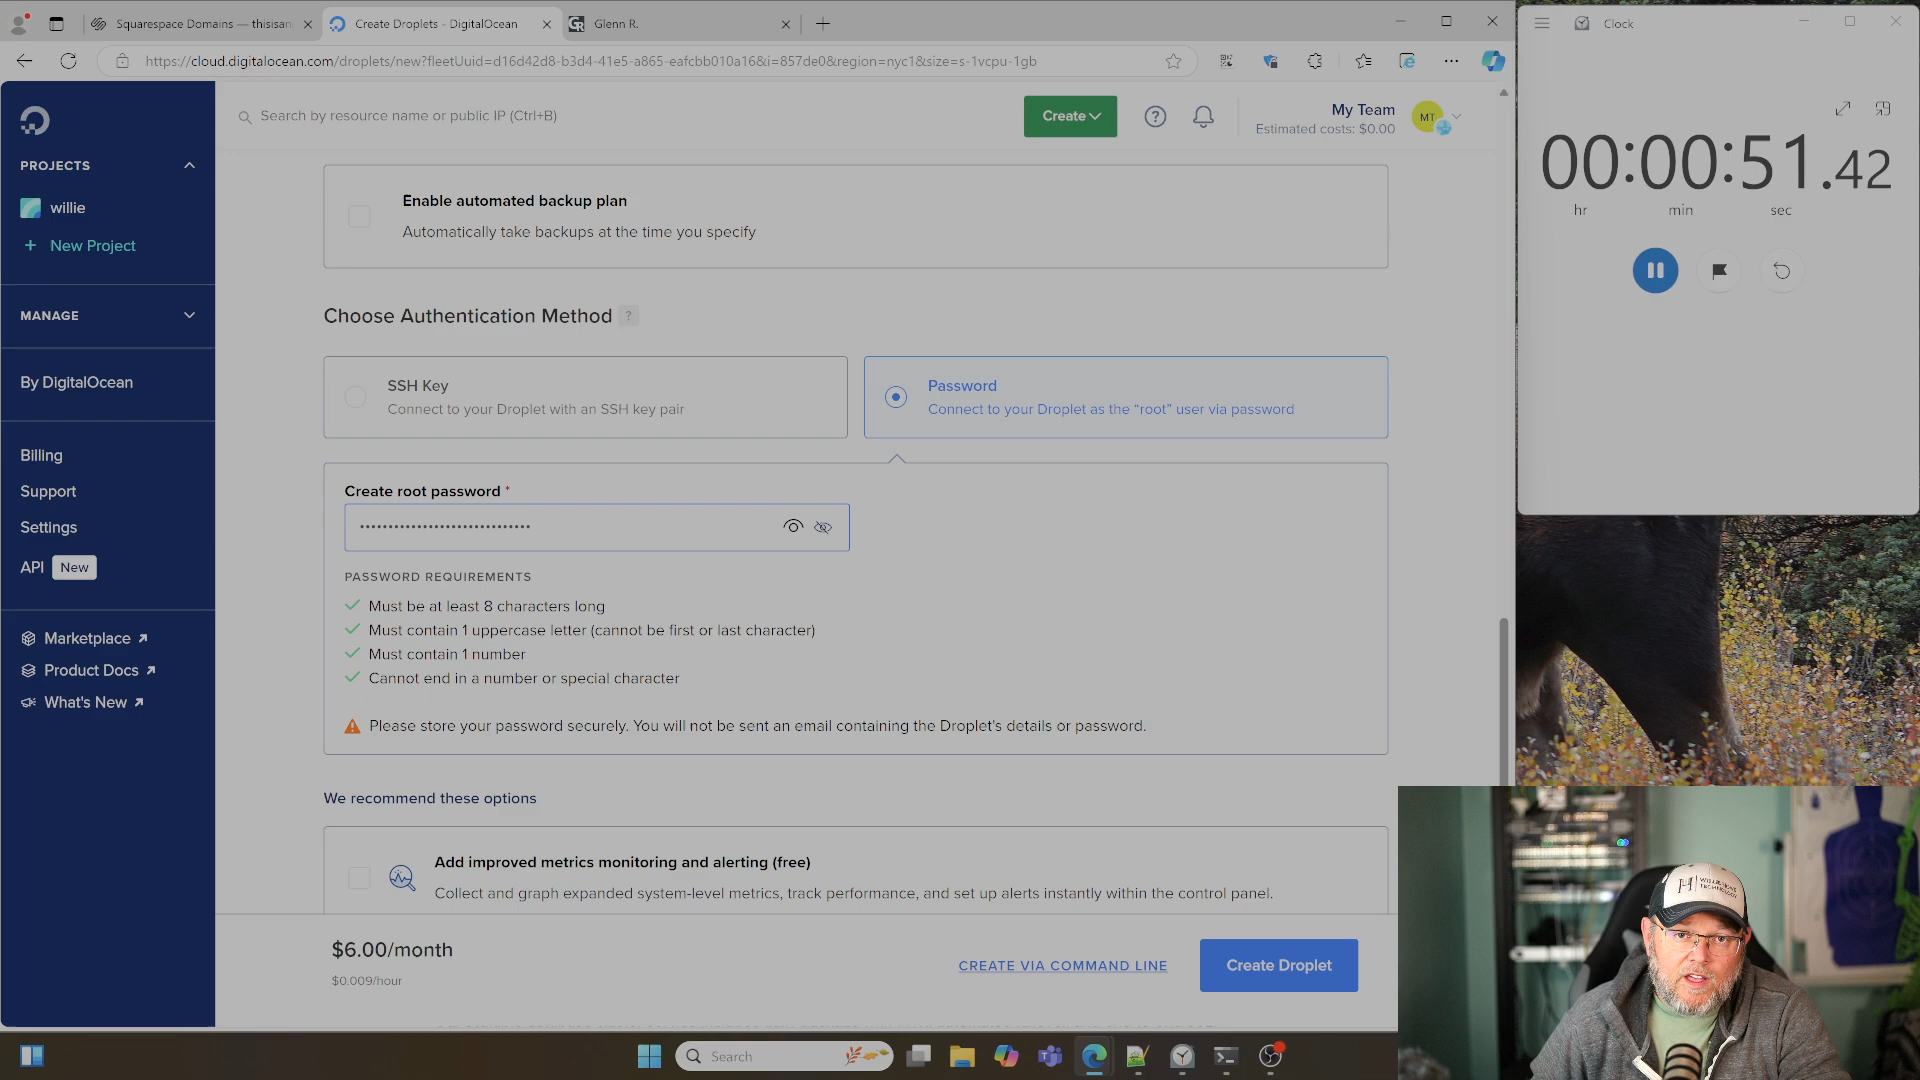 Squarespace Domains — thisisan
Create Droplets - DigitalOcean
GR
Glenn R.
Clock
https://cloud.digitalocean.com/droplets/new?fleetUuid=d16d42d8-b3d4-41e5-a865-eafcbb010a16&i=857de0&region=nyc1&size=s-1vcpu-1gb
Search by resource name or public IP (Ctrl+B)
Create
My Team
Estimated costs: $0.00
MT
00:00:51.42
hr
min
sec
PROJECTS
willie
+ New Project
MANAGE
By DigitalOcean
Billing
Support
Settings
API New
Marketplace
Product Docs
What's New
Enable automated backup plan
Automatically take backups at the time you specify
Choose Authentication Method ?
SSH Key
Connect to your Droplet with an SSH key pair
Password
Connect to your Droplet as the “root” user via password
Create root password *
PASSWORD REQUIREMENTS
Must be at least 8 characters long
Must contain 1 uppercase letter (cannot be first or last character)
Must contain 1 number
Cannot end in a number or special character
Please store your password securely. You will not be sent an email containing the Droplet's details or password.
We recommend these options
Add improved metrics monitoring and alerting (free)
Collect and graph expanded system-level metrics, track performance, and set up alerts instantly within the control panel.
$6.00/month
$0.009/hour
CREATE VIA COMMAND LINE
Create Droplet
Search